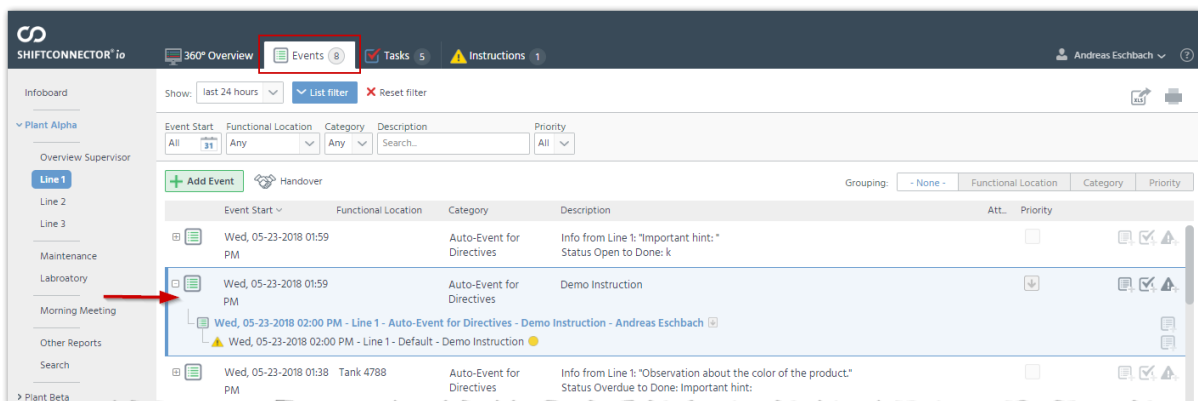 SHIFTCONNECTOR® io
360° Overview
Events 8
Tasks 5
Instructions 1
Andreas Eschbach
?
Infoboard
Plant Alpha
Overview Supervisor
Line 1
Line 2
Line 3
Maintenance
Labroatory
Morning Meeting
Other Reports
Search
Plant Beta
Show: last 24 hours List filter Reset filter
XLS
Event Start Functional Location Category Description Priority
All 31 Any Any Search... All
Add Event Handover Grouping: - None - Functional Location Category Priority
Event Start Functional Location Category Description Att... Priority
Wed, 05-23-2018 01:59 Auto-Event for Info from Line 1: "Important hint: "
PM Directives Status Open to Done: k
Wed, 05-23-2018 01:59 Auto-Event for Demo Instruction
PM Directives
Wed, 05-23-2018 02:00 PM - Line 1 - Auto-Event for Directives - Demo Instruction - Andreas Eschbach
Wed, 05-23-2018 02:00 PM - Line 1 - Default - Demo Instruction
Wed, 05-23-2018 01:38 Tank 4788 Auto-Event for Info from Line 1: "Observation about the color of the product."
PM Directives Status Overdue to Done: Important hint: